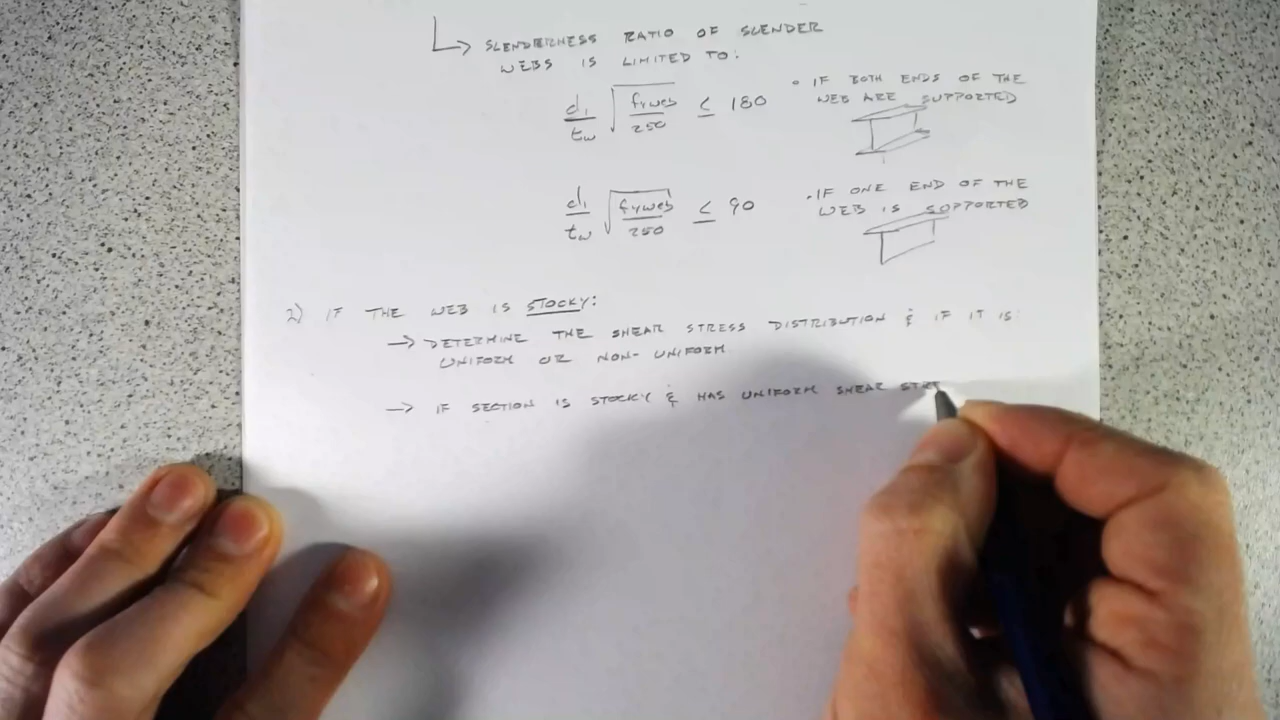 ↳ SLENDERNESS RATIO OF SLENDER
WEBS IS LIMITED TO:
d₁/tw √(fyweb/250) ≤ 180
• IF BOTH ENDS OF THE
WEB ARE SUPPORTED
d₁/tw √(fyweb/250) ≤ 90
• IF ONE END OF THE
WEB IS SUPPORTED
2) IF THE WEB IS STOCKY:
→ DETERMINE THE SHEAR STRESS DISTRIBUTION & IF IT IS:
UNIFORM OR NON-UNIFORM
→ IF SECTION IS STOCKY & HAS UNIFORM SHEAR STRE